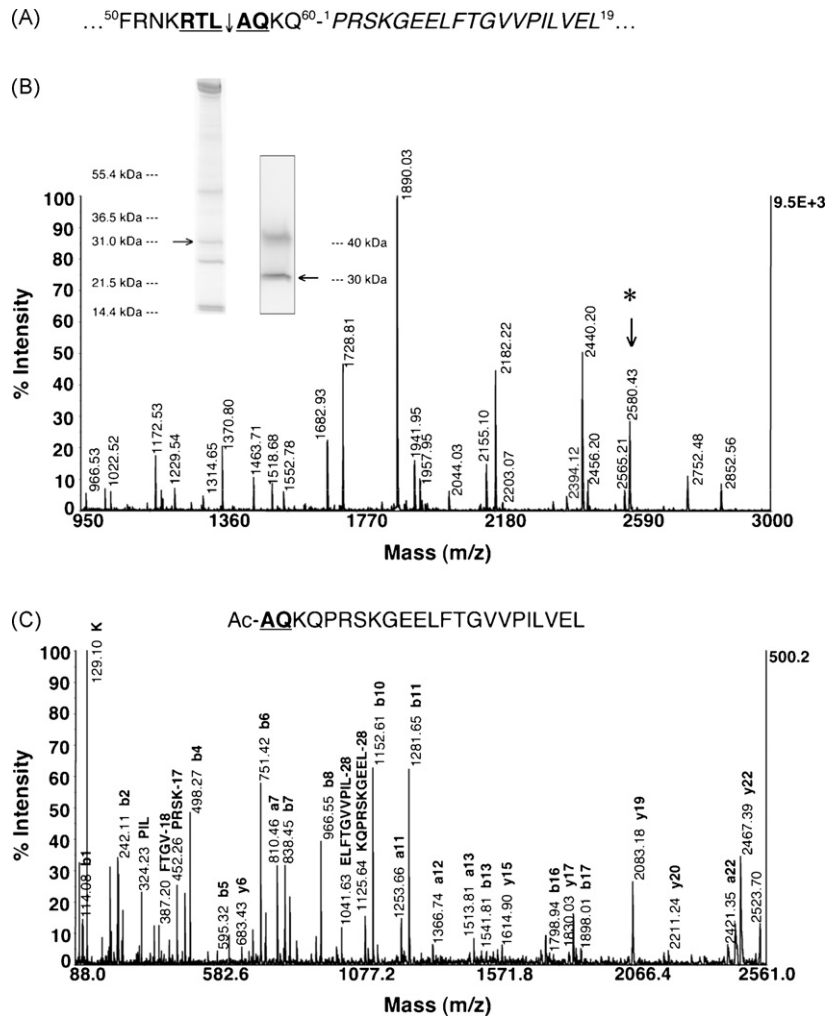 (A) ...⁵⁰FRNKRTL↓AQKQ⁶⁰-¹PRSKGEELFTGVVPILVEL¹⁹...
(B)
55.4 kDa ---
36.5 kDa ---
31.0 kDa ---
21.5 kDa ---
14.4 kDa ---
--- 40 kDa
--- 30 kDa
9.5E+3
*
% Intensity
100
90
80
70
60
50
40
30
20
10
0
966.53
1022.52
1172.53
1229.54
1314.65
1370.80
1463.71
1518.68
1552.78
1682.93
1728.81
1890.03
1941.95
1957.95
2044.03
2155.10
2182.22
2203.07
2394.12
2440.20
2456.20
2565.21
2580.43
2752.48
2852.56
950 1360 1770 2180 2590 3000
Mass (m/z)
(C) Ac-AQKQPRSKGEELFTGVVPILVEL
500.2
% Intensity
100
90
80
70
60
50
40
30
20
10
0
114.08 b1
129.10 K
242.11 b2
324.23 PIL
387.20 FTGV-18
452.26 PRSK-17
498.27 b4
595.32 b5
683.43 y6
751.42 b6
810.46 a7
838.45 b7
966.55 b8
1041.63 ELFTGVVPIL-28
1125.64 KQPRSKGEEL-28
1152.61 b10
1253.66 a11
1281.65 b11
1366.74 a12
1513.81 a13
1541.81 b13
1614.90 y15
1798.94 b16
1830.03 y17
1898.01 b17
2083.18 y19
2211.24 y20
2421.35 a22
2467.39 y22
2523.70
88.0 582.6 1077.2 1571.8 2066.4 2561.0
Mass (m/z)